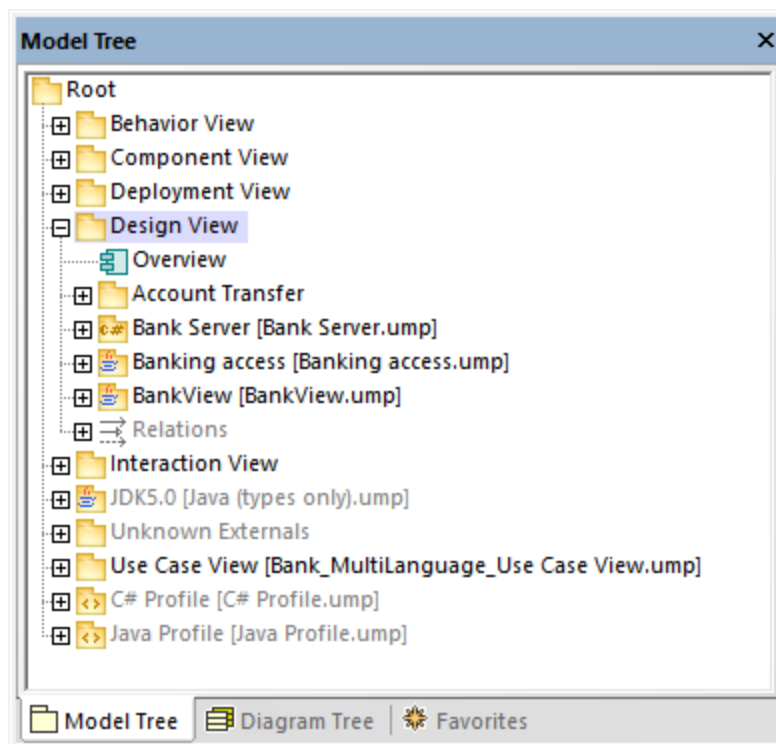 Model Tree
Root
Behavior View
Component View
Deployment View
Design View
Overview
Account Transfer
C# Bank Server [Bank Server.ump]
Banking access [Banking access.ump]
BankView [BankView.ump]
Relations
Interaction View
JDK5.0 [Java (types only).ump]
Unknown Externals
Use Case View [Bank_MultiLanguage_Use Case View.ump]
C# Profile [C# Profile.ump]
Java Profile [Java Profile.ump]
Model Tree Diagram Tree Favorites